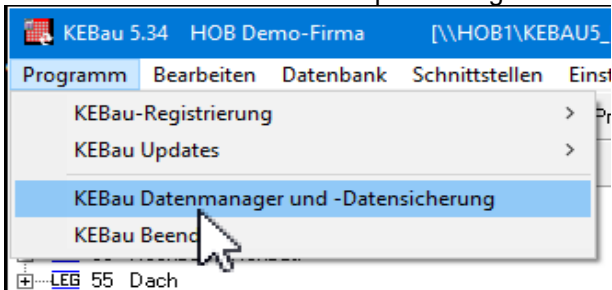 KEBau 5.34 HOB Demo-Firma [\\HOB1\KEBAU5_
Programm Bearbeiten Datenbank Schnittstellen Einst
KEBau-Registrierung >
KEBau Updates >
KEBau Datenmanager und -Datensicherung
KEBau Beend
LEG 55 Dach